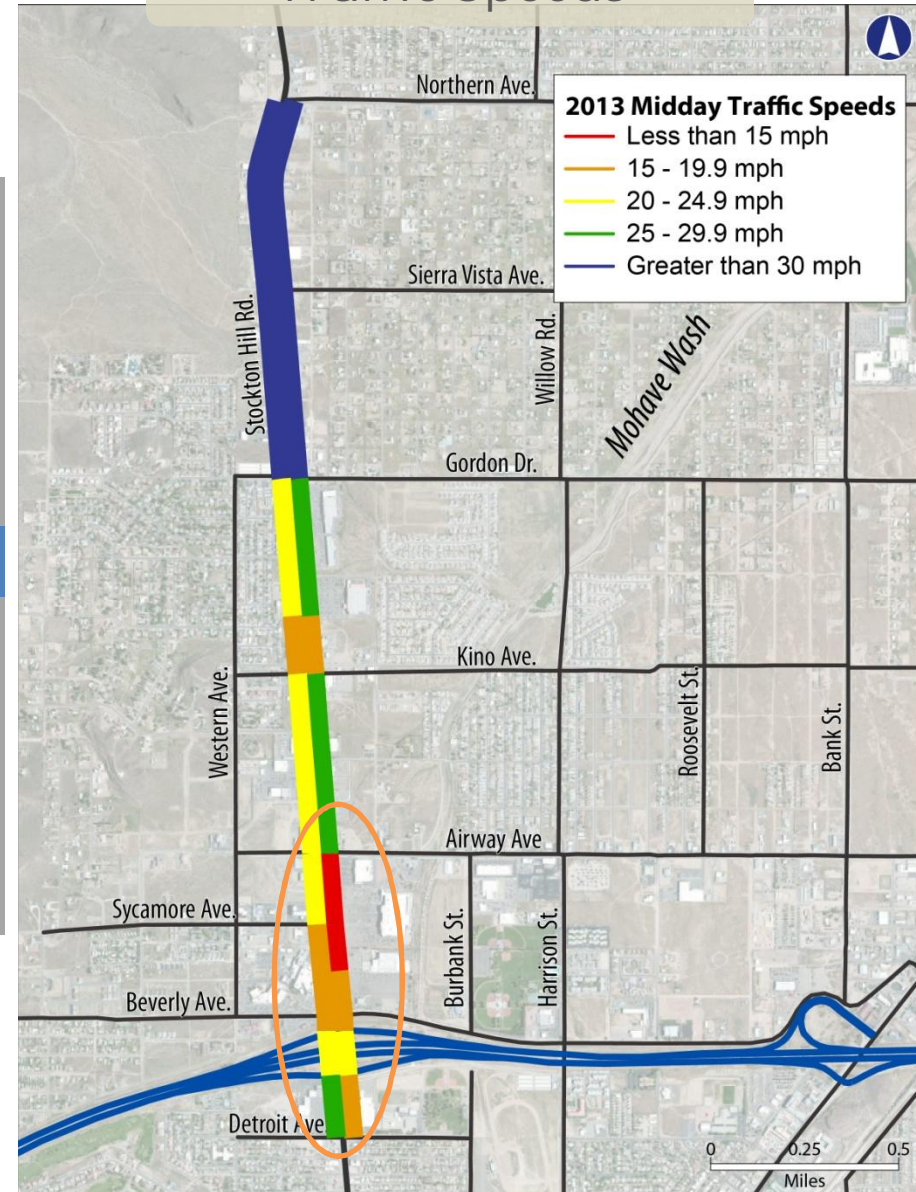 Traffic Speeds
Northern Ave.
2013 Midday Traffic Speeds
Less than 15 mph
15 - 19.9 mph
20 - 24.9 mph
25 - 29.9 mph
Greater than 30 mph
Sierra Vista Ave.
Stockton Hill Rd.
Willow Rd.
Mohave Wash
Gordon Dr.
Kino Ave.
Western Ave.
Roosevelt St.
Bank St.
Airway Ave
Sycamore Ave.
Burbank St.
Harrison St.
Beverly Ave.
Detroit Ave.
0 0.25 0.5
Miles